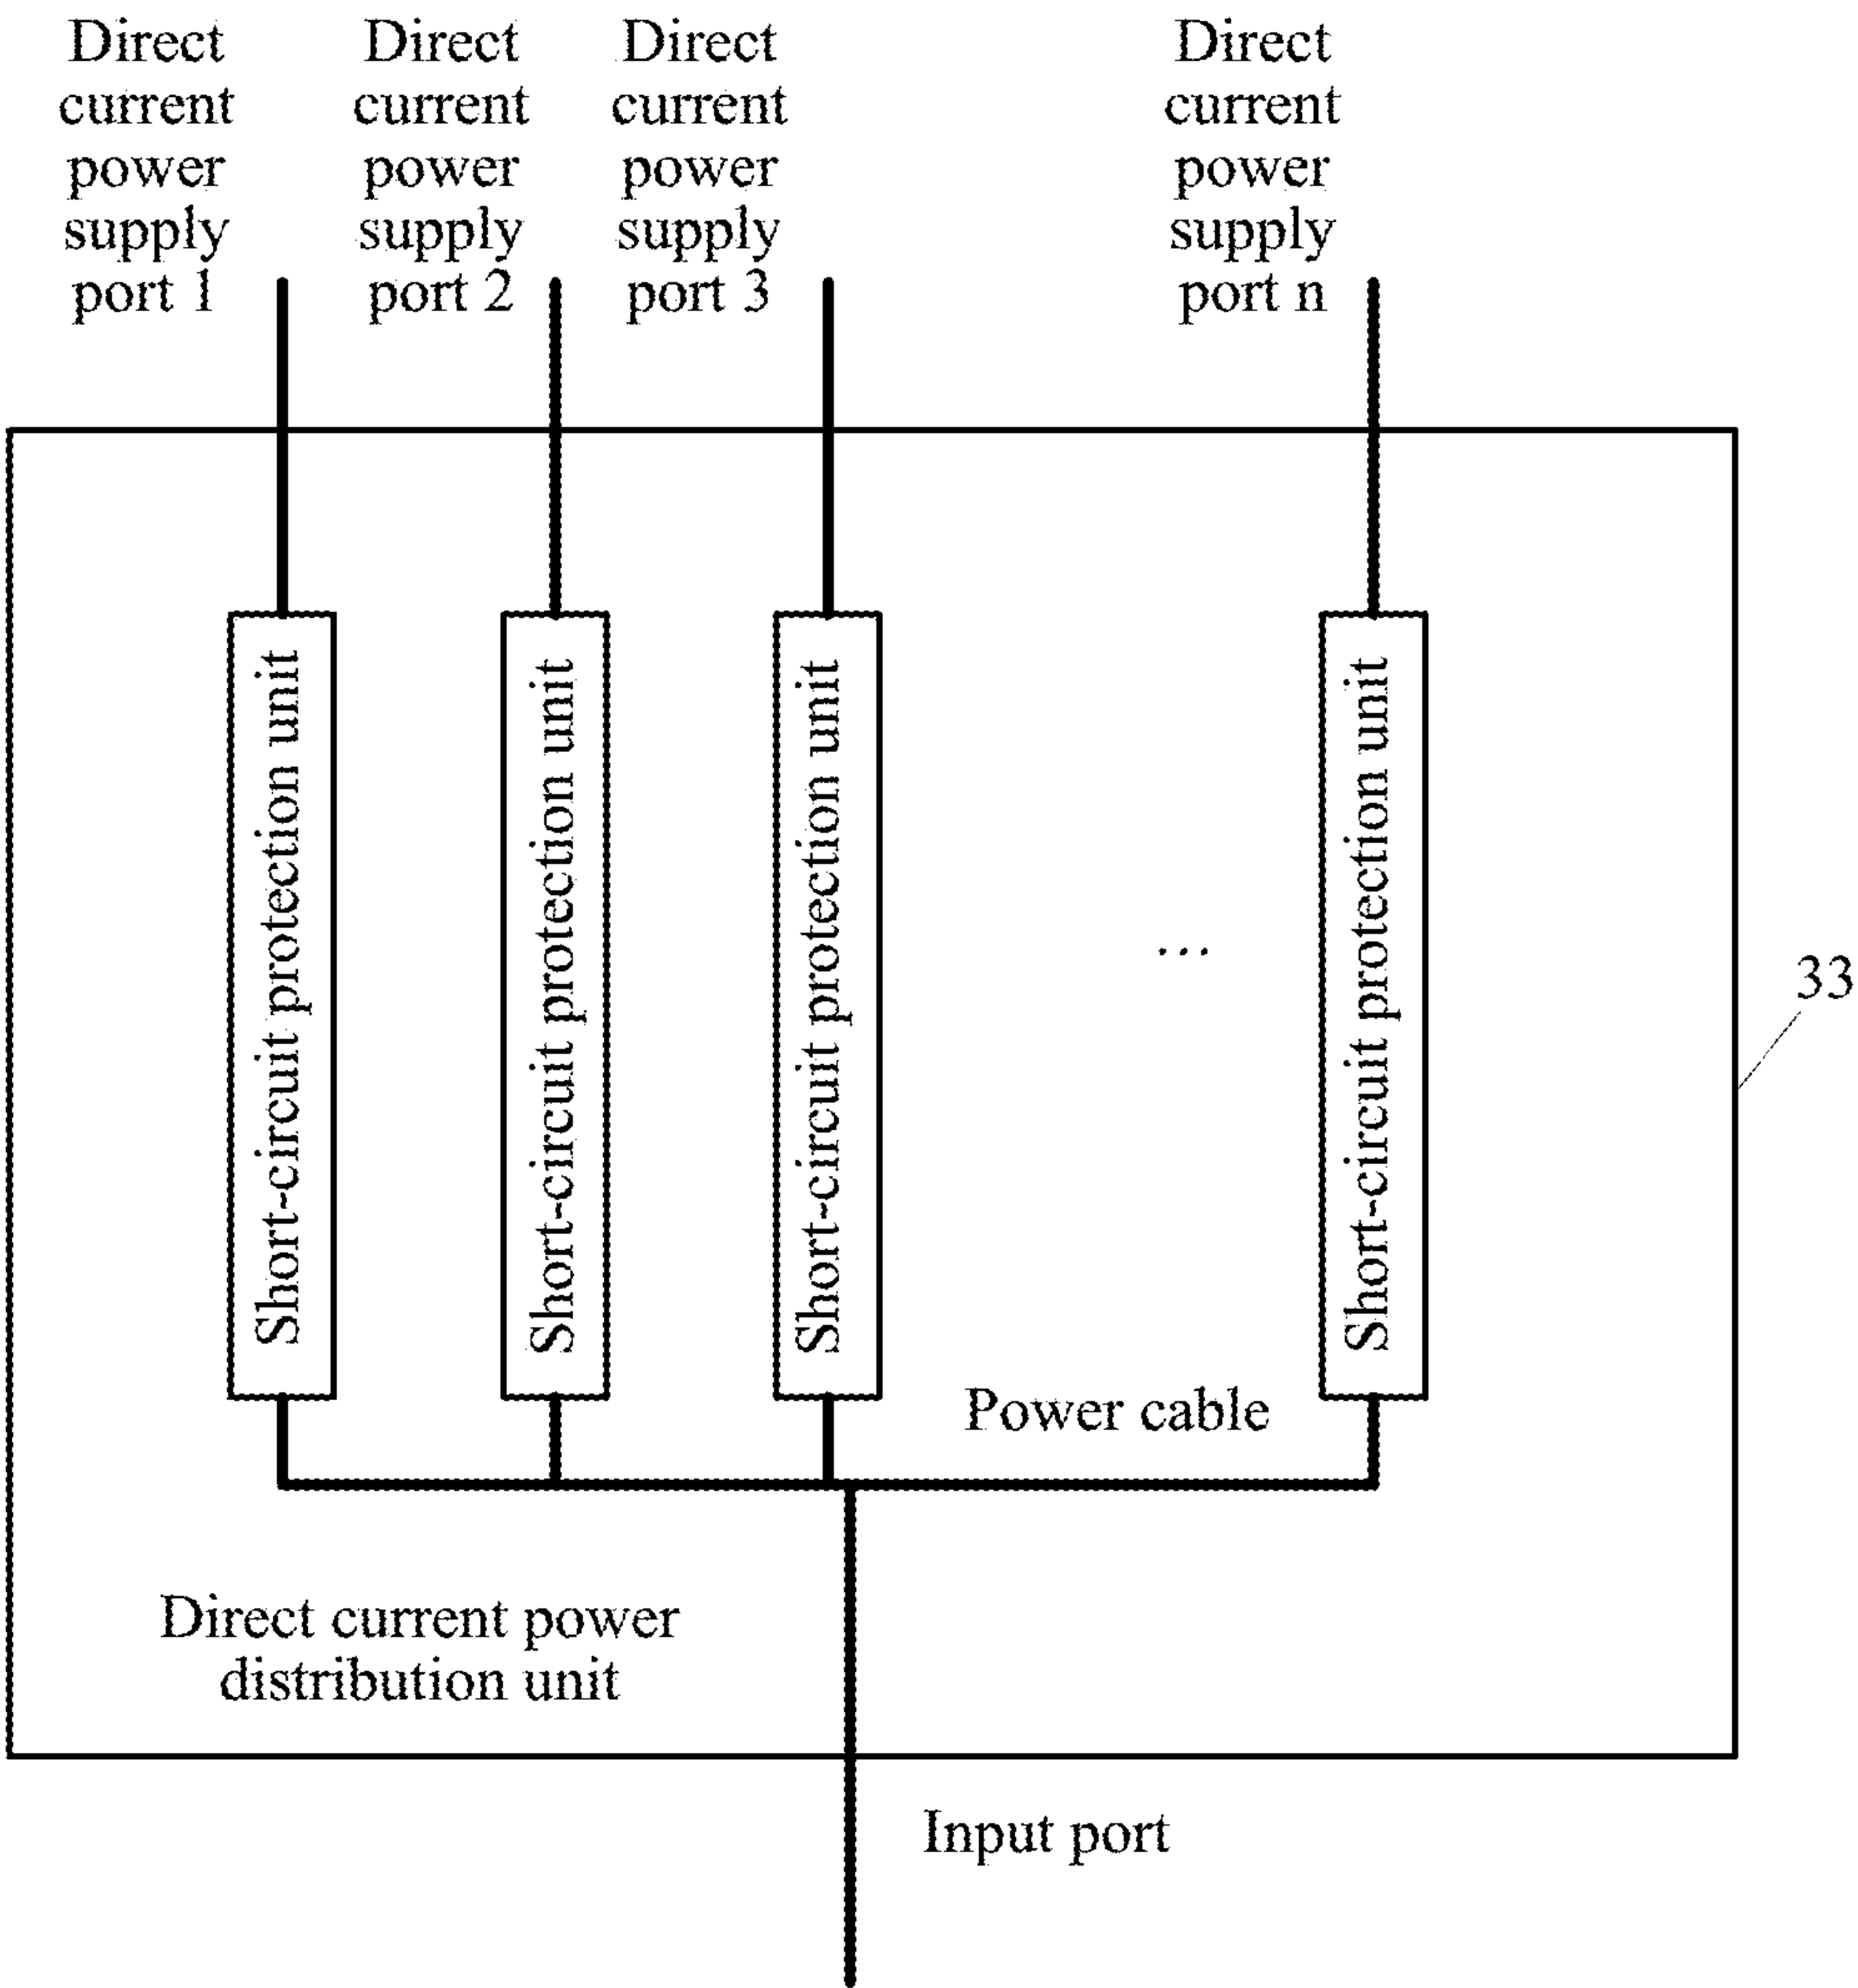 Direct
current
power
supply
port 1
Direct
current
power
supply
port 2
Direct
current
power
supply
port 3
Direct
current
power
supply
port n
Short-circuit protection unit
Short-circuit protection unit
Short-circuit protection unit
...
Short-circuit protection unit
33
Power cable
Direct current power
distribution unit
Input port